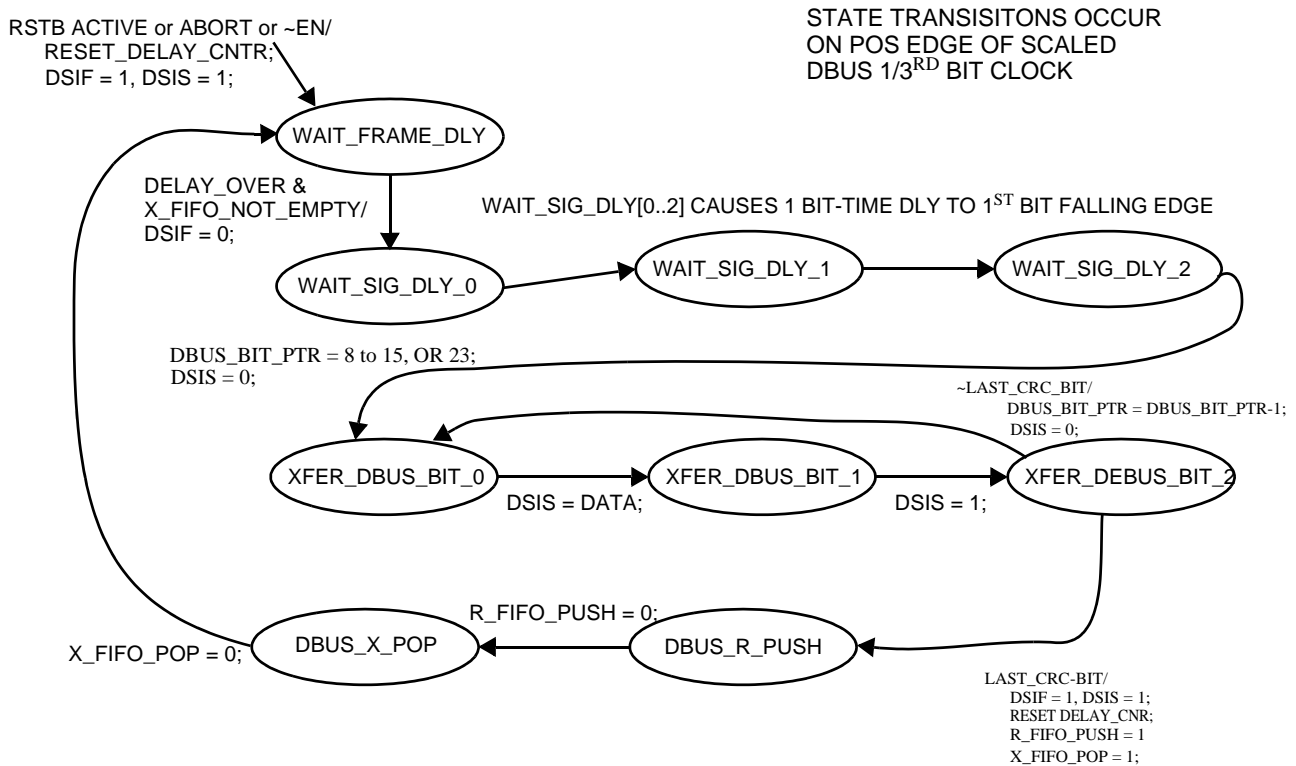 RSTB ACTIVE or ABORT or ~EN/
RESET_DELAY_CNTR;
DSIF = 1, DSIS = 1;
STATE TRANSISITONS OCCUR
ON POS EDGE OF SCALED
DBUS 1/3RD BIT CLOCK
WAIT_FRAME_DLY
DELAY_OVER &
X_FIFO_NOT_EMPTY/
DSIF = 0;
WAIT_SIG_DLY[0..2] CAUSES 1 BIT-TIME DLY TO 1ST BIT FALLING EDGE
WAIT_SIG_DLY_0
WAIT_SIG_DLY_1
WAIT_SIG_DLY_2
DBUS_BIT_PTR = 8 to 15, OR 23;
DSIS = 0;
~LAST_CRC_BIT/
DBUS_BIT_PTR = DBUS_BIT_PTR-1;
DSIS = 0;
XFER_DBUS_BIT_0
DSIS = DATA;
XFER_DBUS_BIT_1
DSIS = 1;
XFER_DEBUS_BIT_2
X_FIFO_POP = 0;
DBUS_X_POP
R_FIFO_PUSH = 0;
DBUS_R_PUSH
LAST_CRC-BIT/
DSIF = 1, DSIS = 1;
RESET DELAY_CNR;
R_FIFO_PUSH = 1
X_FIFO_POP = 1;